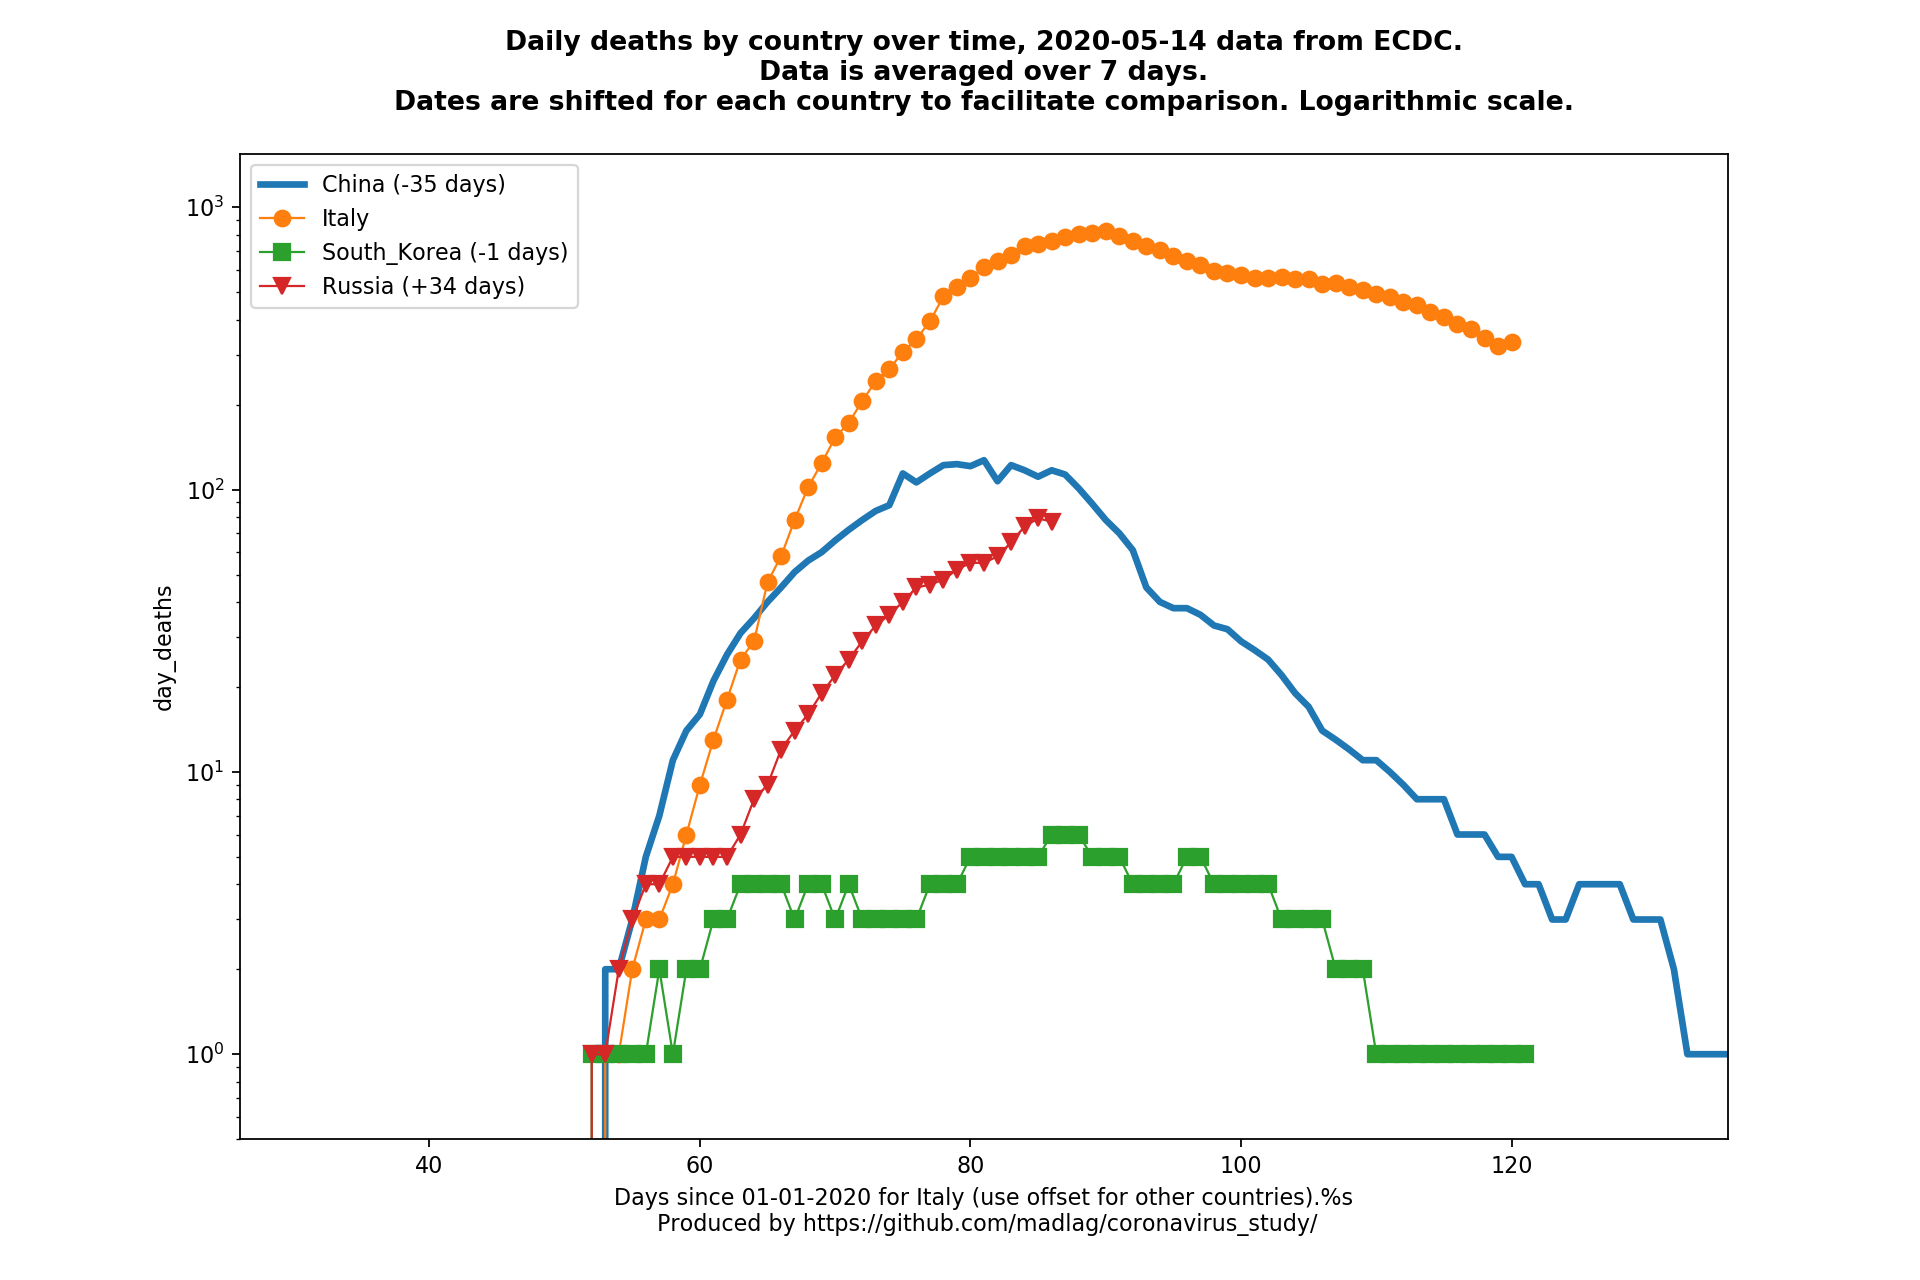 Daily deaths by country over time, 2020-05-14 data from ECDC.
Data is averaged over 7 days.
Dates are shifted for each country to facilitate comparison. Logarithmic scale.
China (-35 days)
Italy
South_Korea (-1 days)
Russia (+34 days)
10³
10²
10¹
10⁰
day_deaths
40 60 80 100 120
Days since 01-01-2020 for Italy (use offset for other countries).%s
Produced by https://github.com/madlag/coronavirus_study/